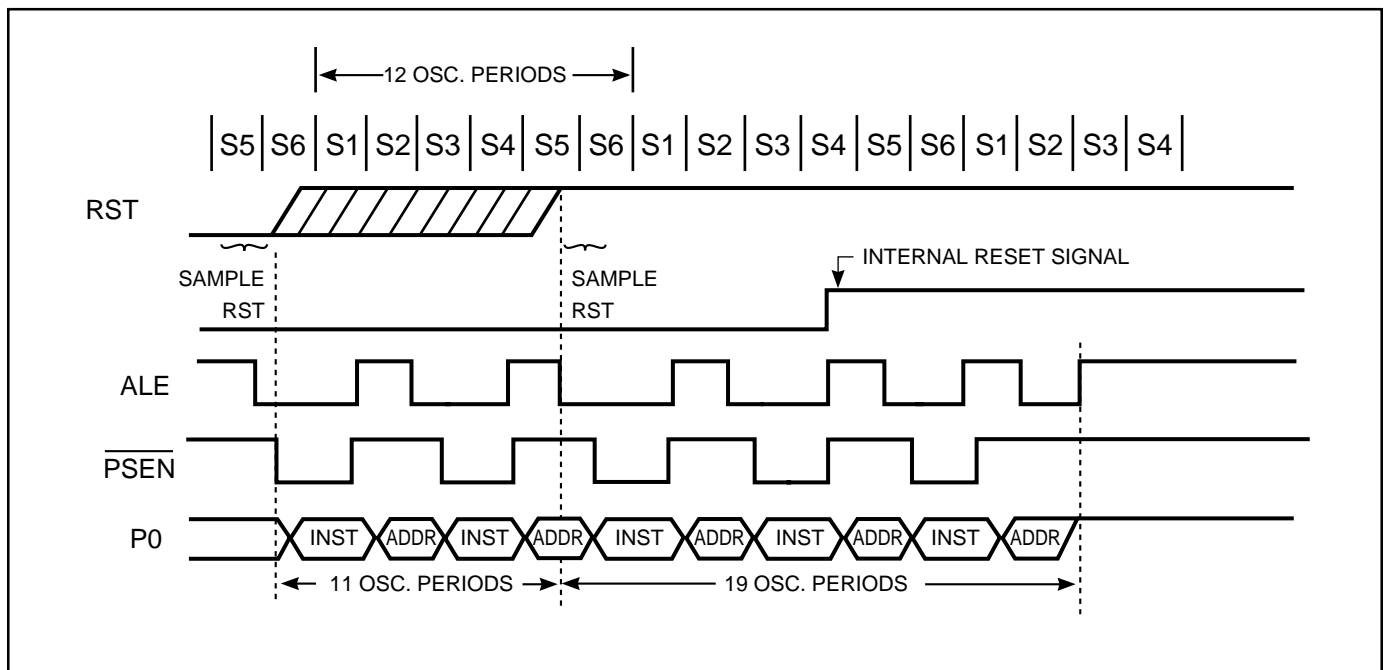 12 OSC. PERIODS
S5 S6 S1 S2 S3 S4 S5 S6 S1 S2 S3 S4 S5 S6 S1 S2 S3 S4
RST
SAMPLE
RST
SAMPLE
RST
INTERNAL RESET SIGNAL
ALE
PSEN
P0
INST ADDR INST ADDR INST ADDR INST ADDR INST ADDR
11 OSC. PERIODS
19 OSC. PERIODS